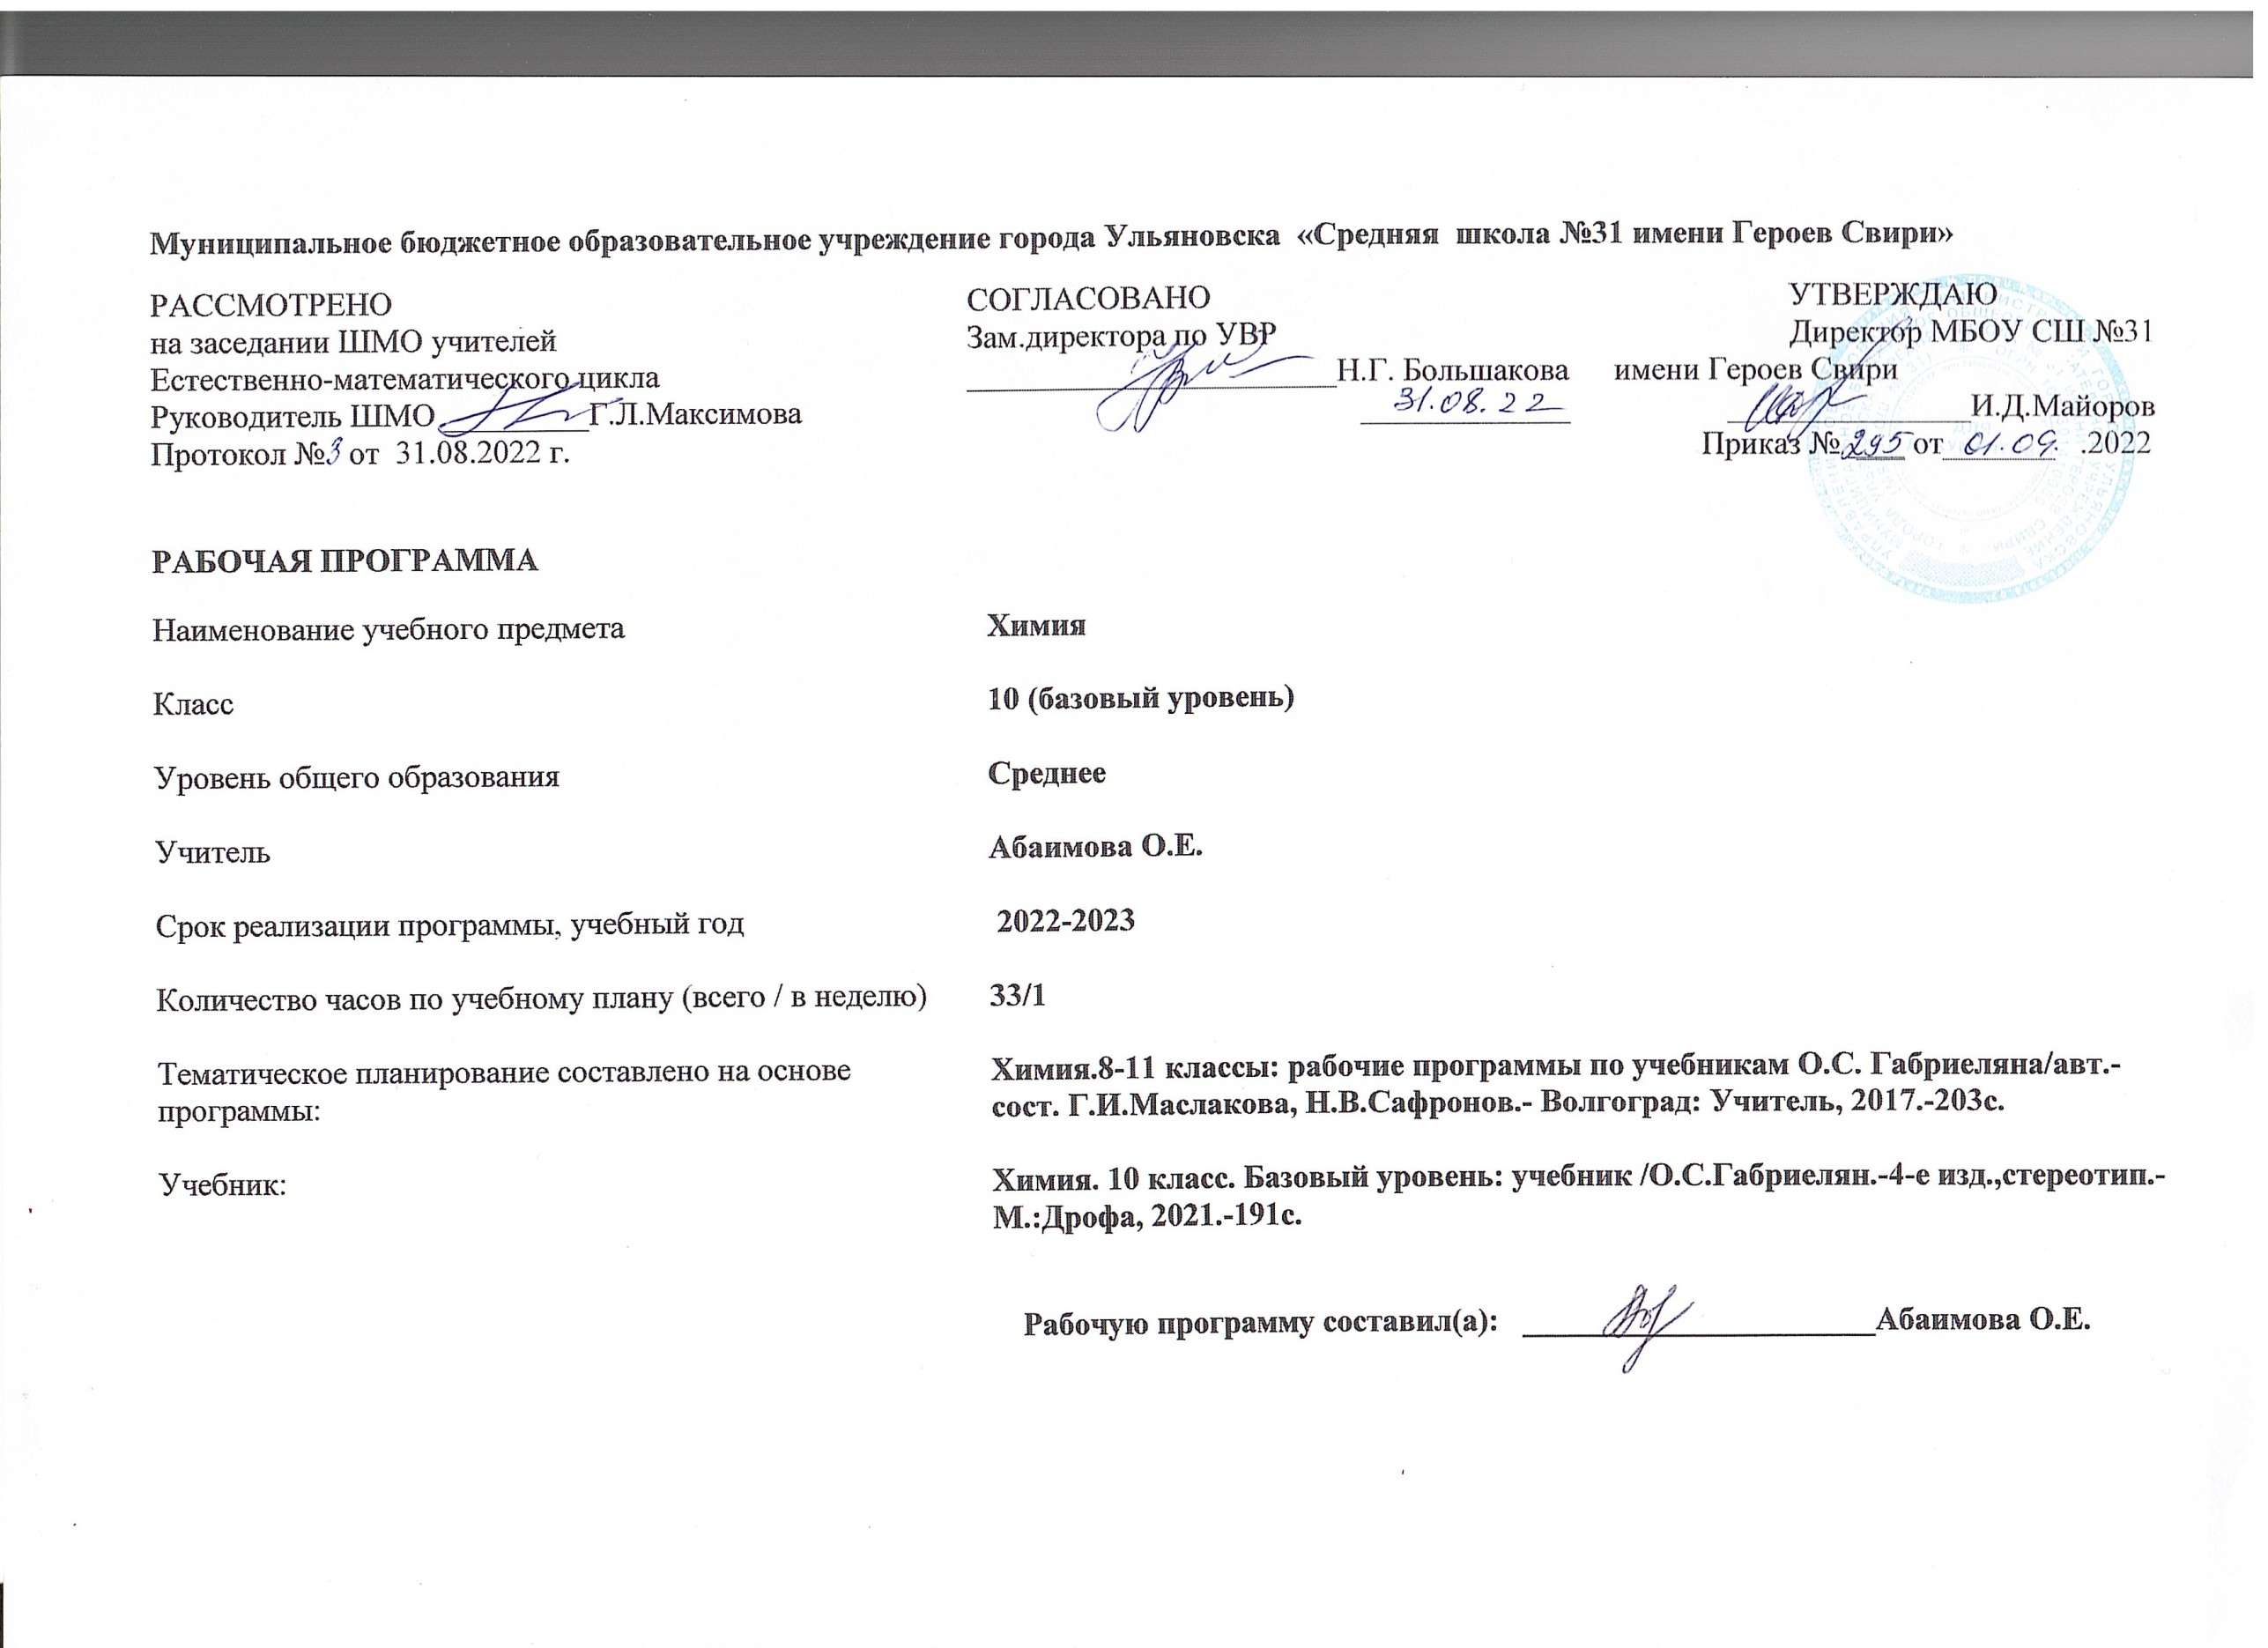 Муниципальное бюджетное образовательное учреждение города Ульяновска «Средняя школа №31 имени Героев Свири»
РАССМОТРЕНО
на заседании ШМО учителей
Естественно-математического цикла
Руководитель ШМО Г.Л.Максимова
Протокол №3 от 31.08.2022 г.
СОГЛАСОВАНО
Зам.директора по УВР
Н.Г. Большакова
31.08.22
УТВЕРЖДАЮ
Директор МБОУ СШ №31
имени Героев Свири
И.Д.Майоров
Приказ № 295 от 01.09. .2022
РАБОЧАЯ ПРОГРАММА
Наименование учебного предмета Химия
Класс 10 (базовый уровень)
Уровень общего образования Среднее
Учитель Абаимова О.Е.
Срок реализации программы, учебный год 2022-2023
Количество часов по учебному плану (всего / в неделю) 33/1
Тематическое планирование составлено на основе
программы:
Химия.8-11 классы: рабочие программы по учебникам О.С. Габриеляна/авт.-
сост. Г.И.Маслакова, Н.В.Сафронов.- Волгоград: Учитель, 2017.-203с.
Учебник:
Химия. 10 класс. Базовый уровень: учебник /О.С.Габриелян.-4-е изд.,стереотип.-
М.:Дрофа, 2021.-191с.
Рабочую программу составил(а): Абаимова О.Е.